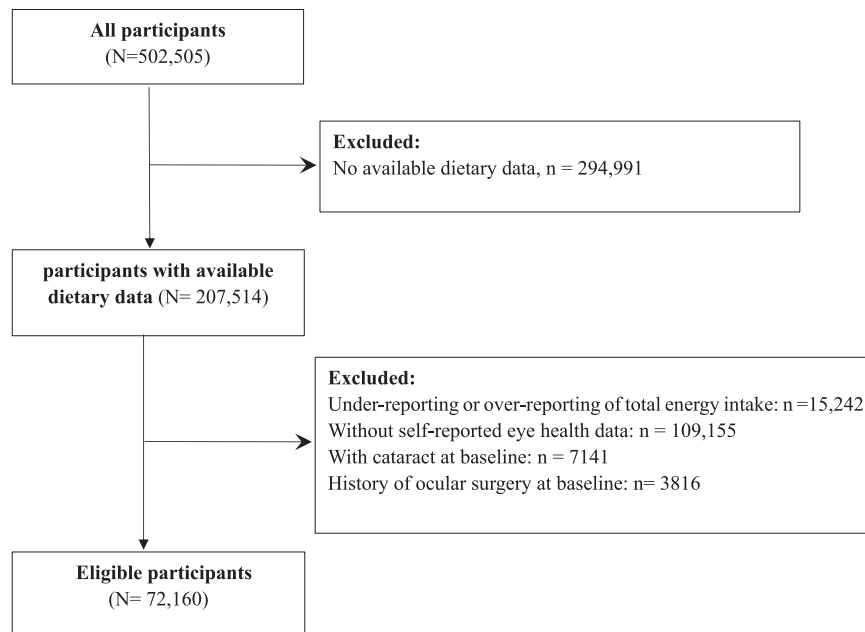 All participants
(N=502,505)
Excluded:
No available dietary data, n = 294,991
participants with available
dietary data (N= 207,514)
Excluded:
Under-reporting or over-reporting of total energy intake: n =15,242
Without self-reported eye health data: n = 109,155
With cataract at baseline: n = 7141
History of ocular surgery at baseline: n= 3816
Eligible participants
(N= 72,160)